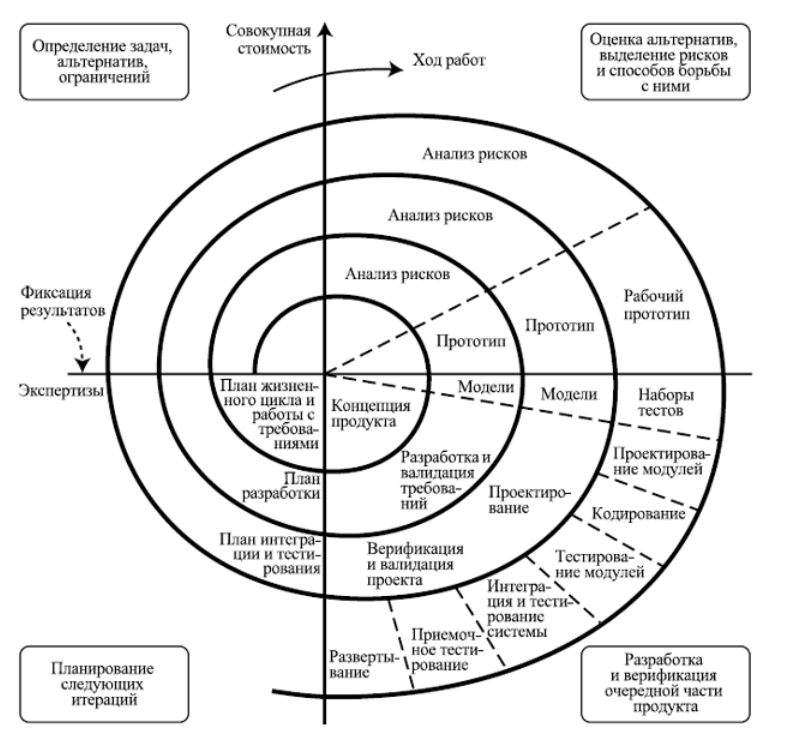 Определение задач,
альтернатив,
ограничений
Совокупная
стоимость
Ход работ
Оценка альтернатив,
выделение рисков
и способов борьбы
с ними
Анализ рисков
Анализ рисков
Анализ рисков
Фиксация
результатов
Экспертизы
Прототип
Прототип
Рабочий
прототип
План жизнен-
ного цикла и
работы с
требова-
ниями
Концепция
продукта
Модели
Модели
Наборы
тестов
План
разработки
Разработка и
валидация
требова-
ний
Проектиро-
вание
Проектирова-
ние модулей
Кодирование
Тестирова-
ние модулей
План интегра-
ции и тести-
рования
Верификация
и валидация
проекта
Интегра-
ция и тести-
рование
системы
Приемоч-
ное тести-
рование
Разверты-
вание
Планирование
следующих
итераций
Разработка
и верификация
очередной части
продукта